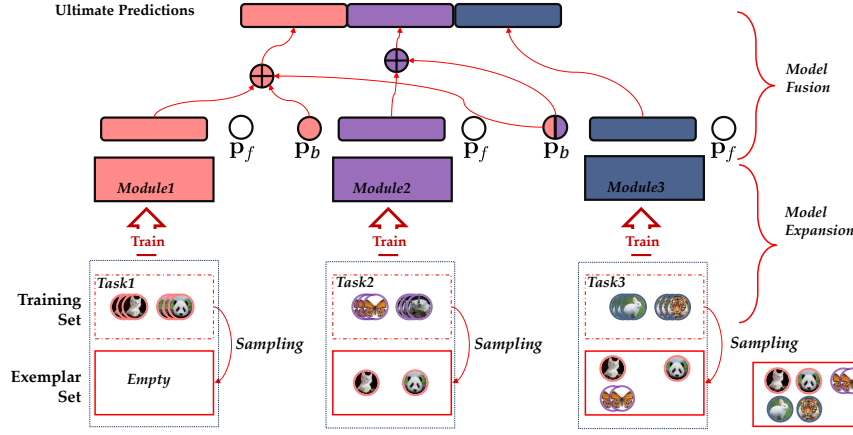 Ultimate Predictions
Model
Fusion
p_f
p_b
p_f
p_b
p_f
Module1
Module2
Module3
Model
Expansion
Train
Train
Train
Task1
Task2
Task3
Training
Set
Sampling
Sampling
Sampling
Exemplar
Set
Empty